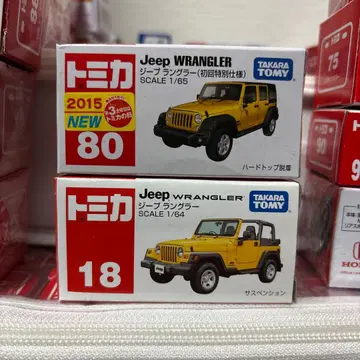 トミカ
2015
NEW
80
Jeep WRANGLER
ジープ ラングラー(初回特別仕様)
SCALE 1/65
TAKARA TOMY
ハードトップ脱着
トミカ
18
Jeep WRANGLER
ジープ ラングラー
SCALE 1/64
TAKARA TOMY
サスペンション
75
9
HO